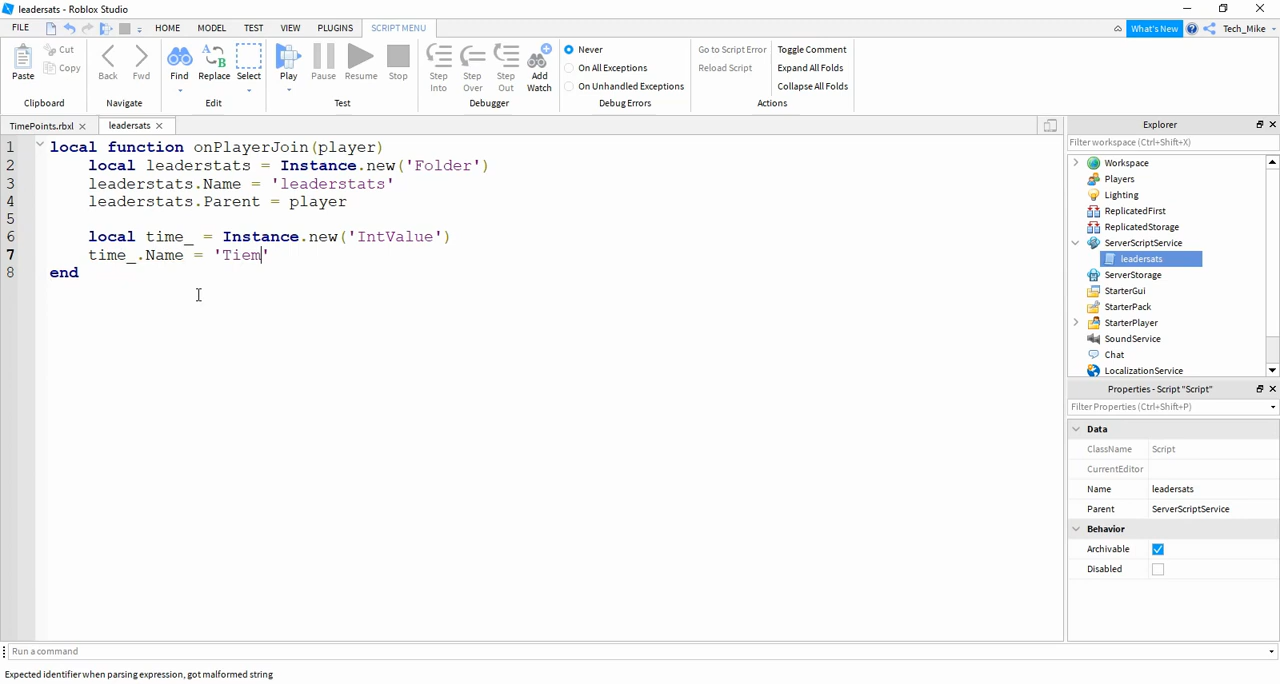 leadersats - Roblox Studio
FILE HOME MODEL TEST VIEW PLUGINS SCRIPT MENU What's New Tech_Mike
Paste Cut Copy Back Fwd Find Replace Select Play Pause Resume Stop Step Into Step Over Step Out Add Watch Never On All Exceptions On Unhandled Exceptions Go to Script Error Reload Script Toggle Comment Expand All Folds Collapse All Folds
Clipboard Navigate Edit Test Debugger Debug Errors Actions
TimePoints.rbxl leadersats
1 local function onPlayerJoin(player)
2 local leaderstats = Instance.new('Folder')
3 leaderstats.Name = 'leaderstats'
4 leaderstats.Parent = player
5
6 local time_ = Instance.new('IntValue')
7 time_.Name = 'Tiem'
8 end
Explorer
Filter workspace (Ctrl+Shift+X)
Workspace
Players
Lighting
ReplicatedFirst
ReplicatedStorage
ServerScriptService
leadersats
ServerStorage
StarterGui
StarterPack
StarterPlayer
SoundService
Chat
LocalizationService
Properties - Script "Script"
Filter Properties (Ctrl+Shift+P)
Data
ClassName Script
CurrentEditor
Name leadersats
Parent ServerScriptService
Behavior
Archivable
Disabled
Run a command
Expected identifier when parsing expression, got malformed string